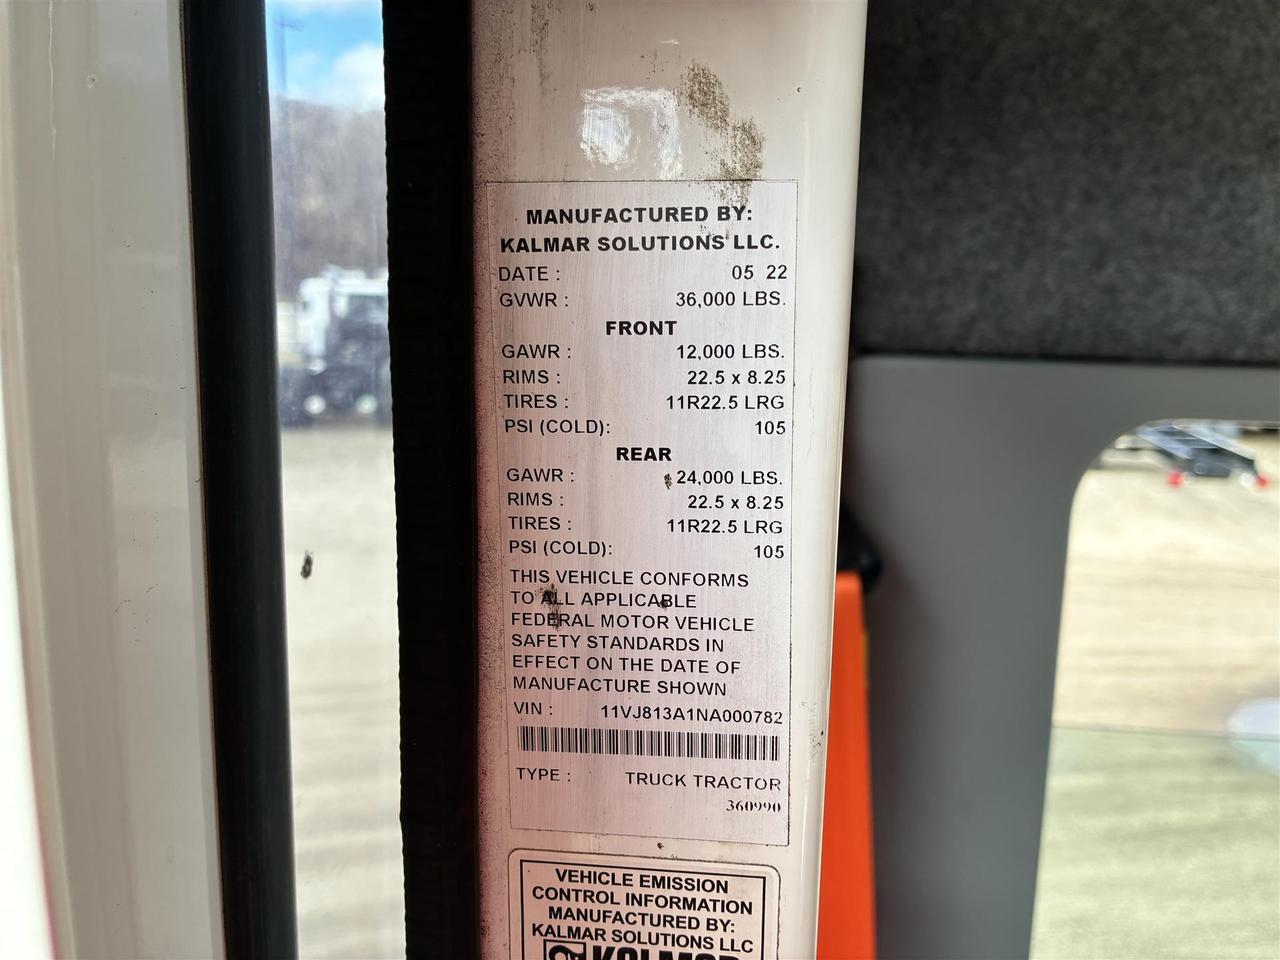 MANUFACTURED BY:
KALMAR SOLUTIONS LLC.
DATE : 05 22
GVWR : 36,000 LBS.
FRONT
GAWR : 12,000 LBS.
RIMS : 22.5 x 8.25
TIRES : 11R22.5 LRG
PSI (COLD): 105
REAR
GAWR : 24,000 LBS.
RIMS : 22.5 x 8.25
TIRES : 11R22.5 LRG
PSI (COLD): 105
THIS VEHICLE CONFORMS
TO ALL APPLICABLE
FEDERAL MOTOR VEHICLE
SAFETY STANDARDS IN
EFFECT ON THE DATE OF
MANUFACTURE SHOWN
VIN : 11VJ813A1NA000782
TYPE : TRUCK TRACTOR
360990
VEHICLE EMISSION
CONTROL INFORMATION
MANUFACTURED BY:
KALMAR SOLUTIONS LLC
KALMAR